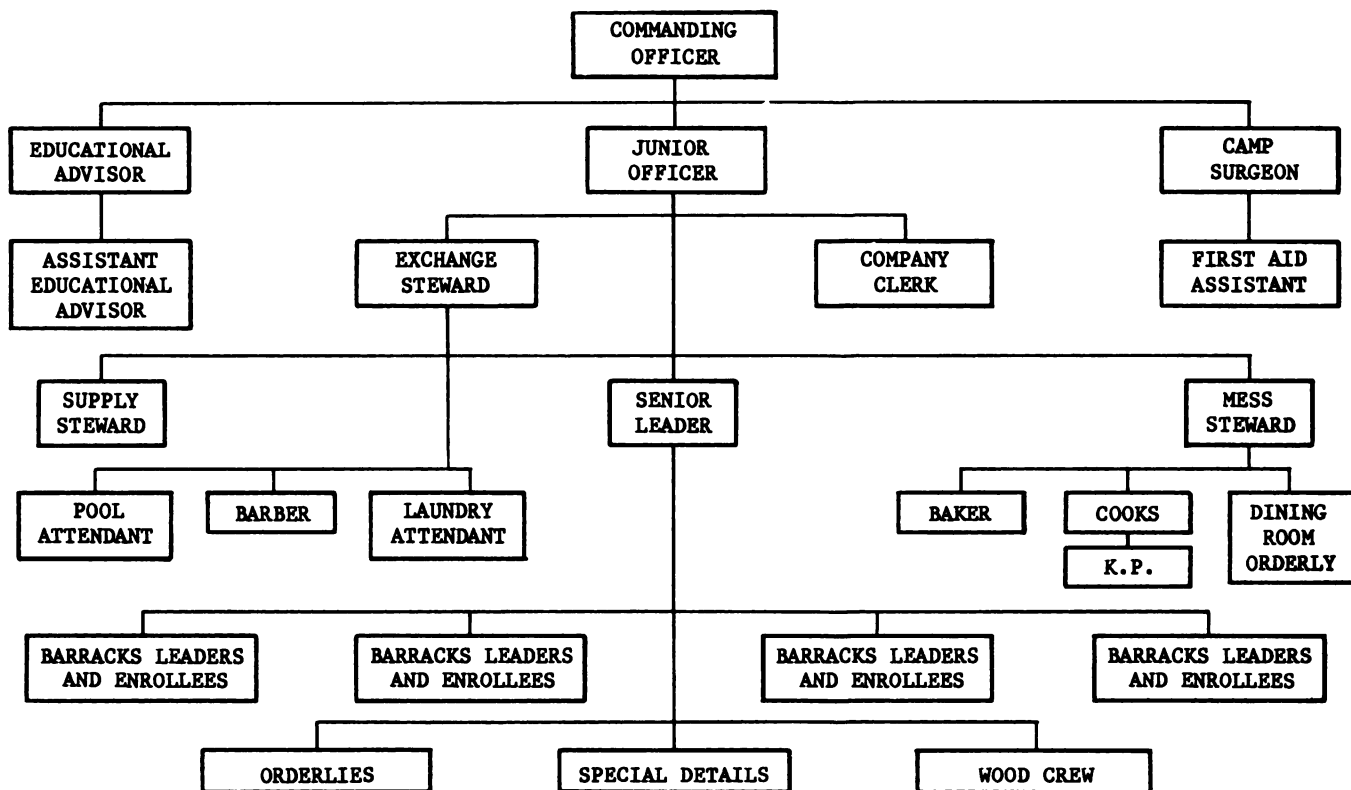 COMMANDING
OFFICER
EDUCATIONAL
ADVISOR
JUNIOR
OFFICER
CAMP
SURGEON
ASSISTANT
EDUCATIONAL
ADVISOR
EXCHANGE
STEWARD
COMPANY
CLERK
FIRST AID
ASSISTANT
SUPPLY
STEWARD
SENIOR
LEADER
MESS
STEWARD
POOL
ATTENDANT
BARBER
LAUNDRY
ATTENDANT
BAKER
COOKS
K.P.
DINING
ROOM
ORDERLY
BARRACKS LEADERS
AND ENROLLEES
BARRACKS LEADERS
AND ENROLLEES
BARRACKS LEADERS
AND ENROLLEES
BARRACKS LEADERS
AND ENROLLEES
ORDERLIES
SPECIAL DETAILS
WOOD CREW